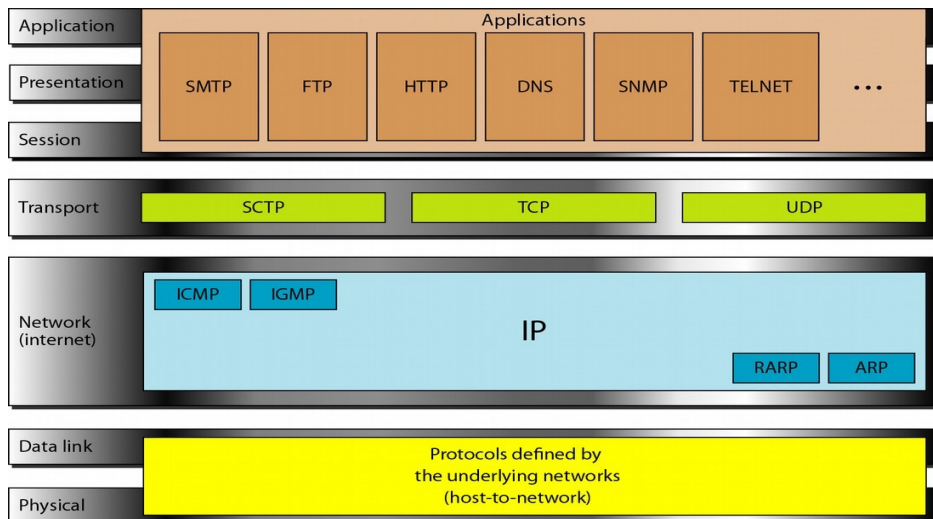 Application
Applications
Presentation
SMTP
FTP
HTTP
DNS
SNMP
TELNET
...
Session
Transport
SCTP
TCP
UDP
Network
(internet)
ICMP
IGMP
IP
RARP
ARP
Data link
Protocols defined by
the underlying networks
(host-to-network)
Physical